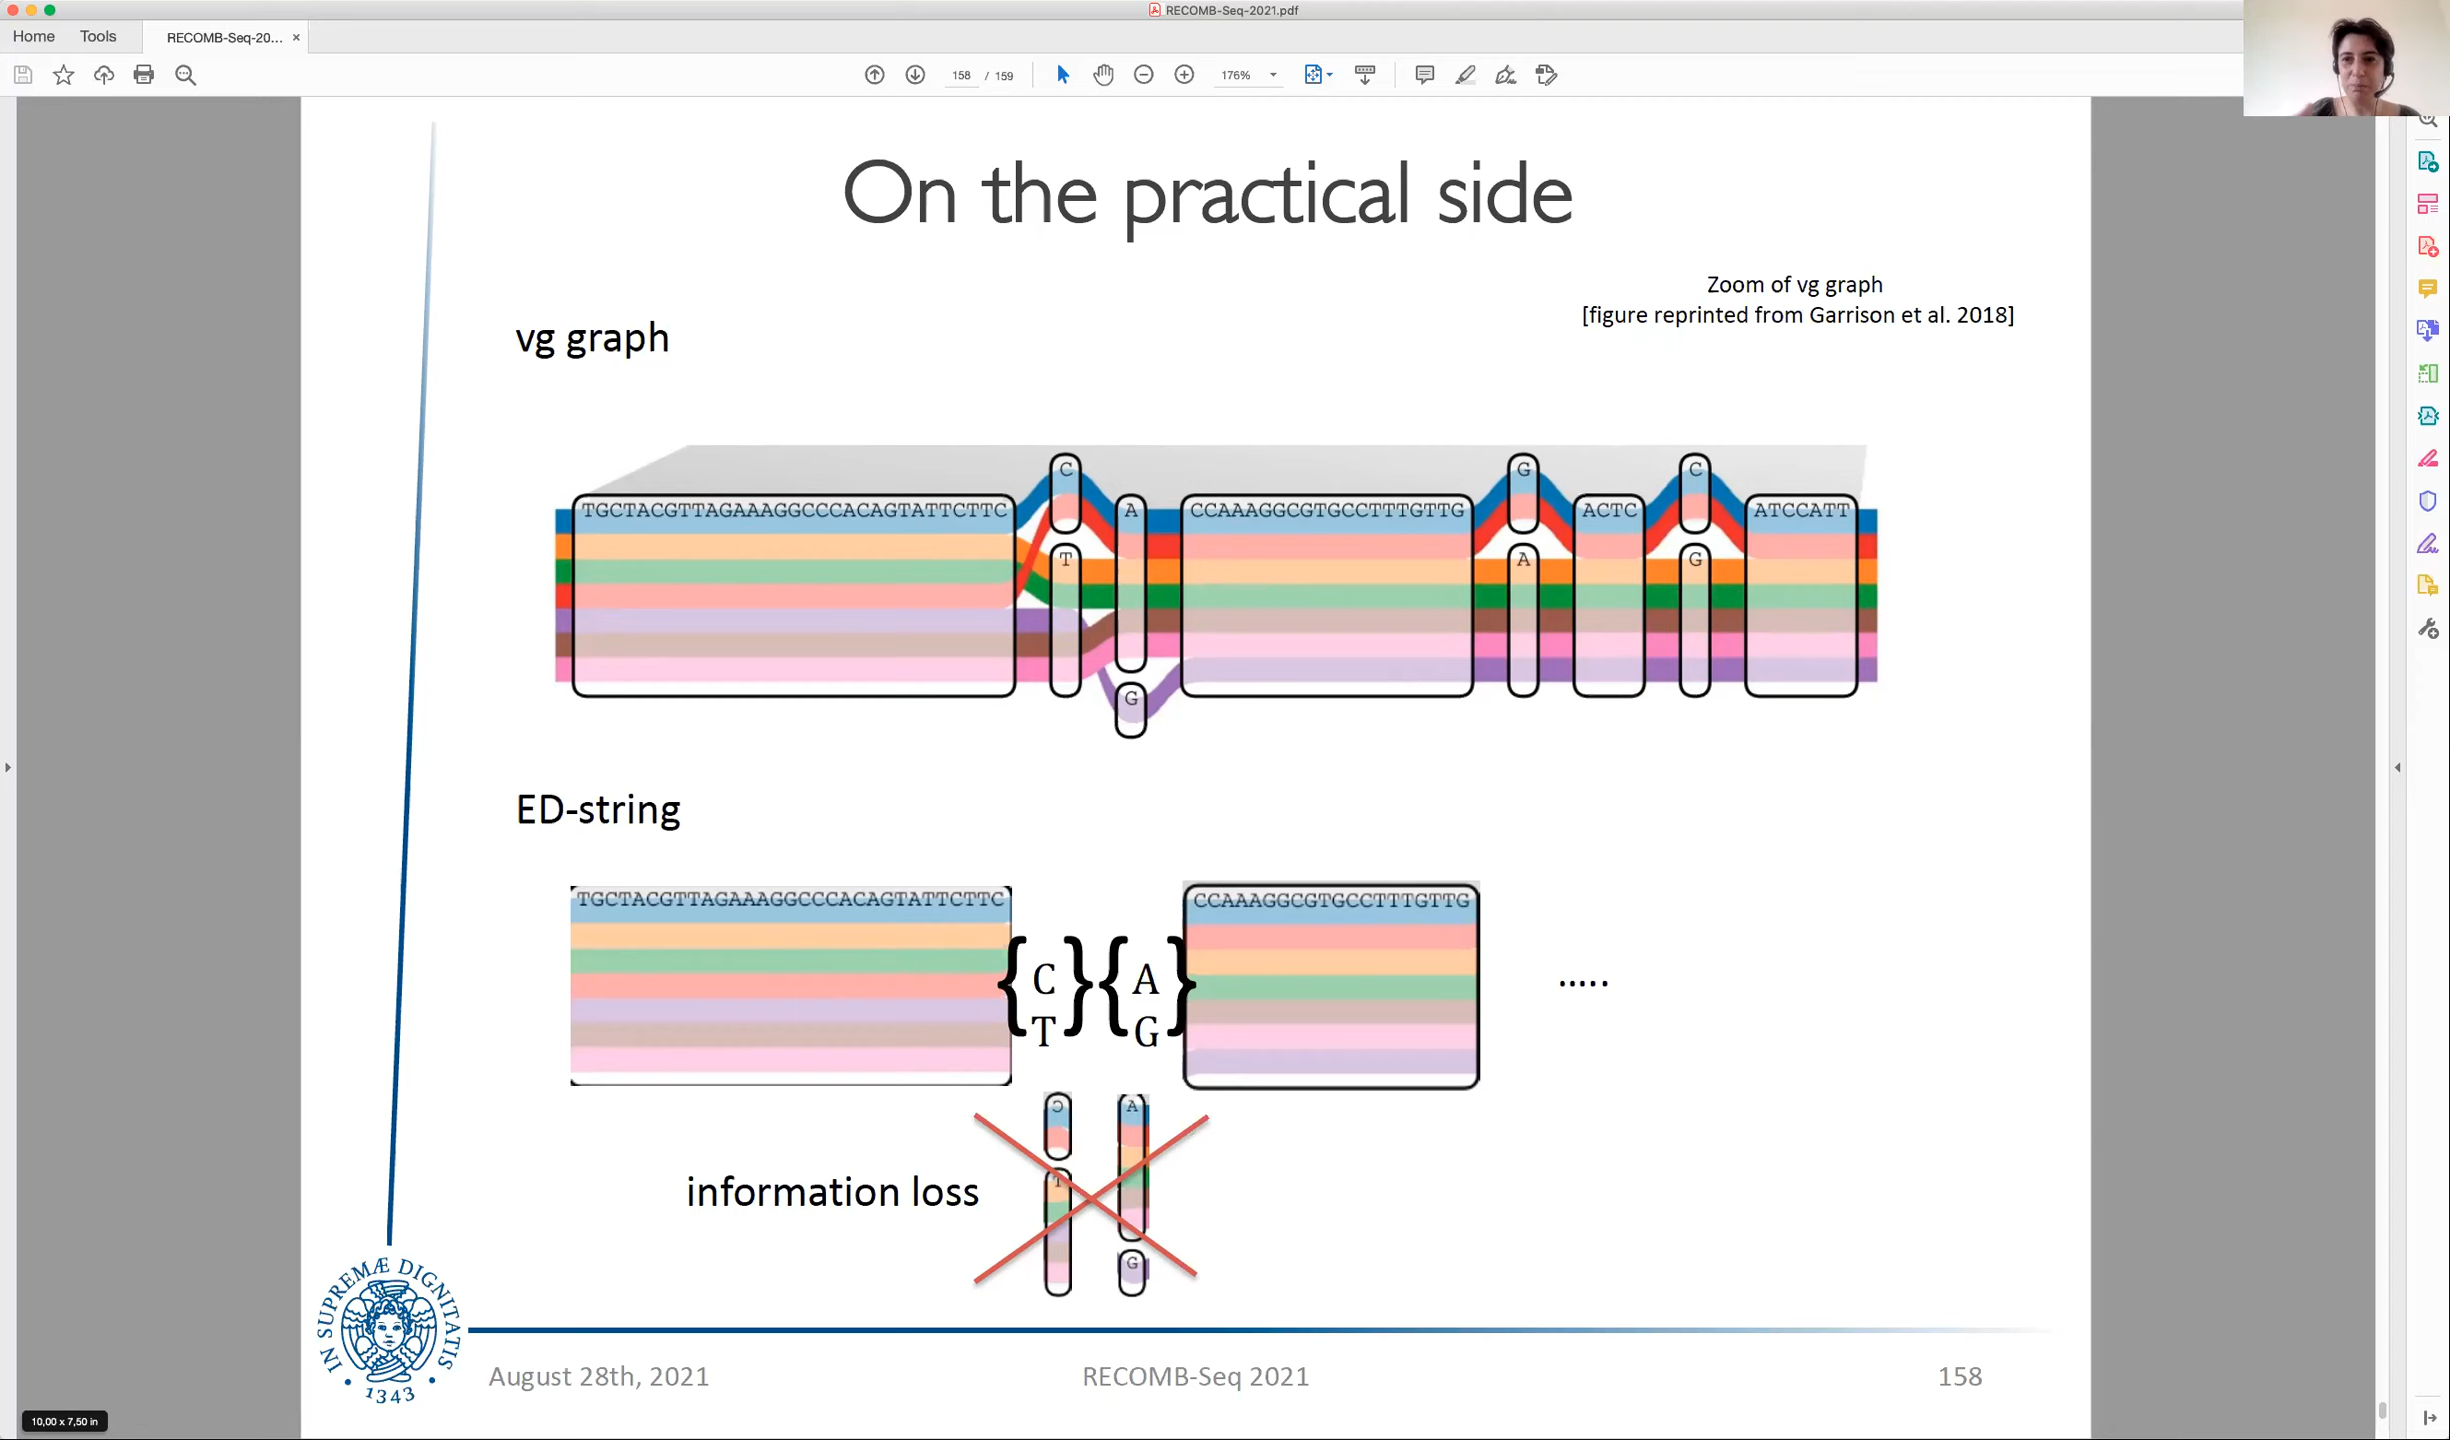 RECOMB-Seq-2021.pdf
Home Tools RECOMB-Seq-20... ×
158 / 159 176%
On the practical side
Zoom of vg graph
[figure reprinted from Garrison et al. 2018]
vg graph
C G C
TGCTACGTTAGAAAGGCCCACAGTATTCTTC A CCAAAGGCGTGCCTTTGTTG ACTC ATCCATT
T A G
G
ED-string
TGCTACGTTAGAAAGGCCCACAGTATTCTTC CCAAAGGCGTGCCTTTGTTG
{ C } { A } .....
T G
C A
T
information loss
G
IN SUPREMÆ DIGNITATIS
• 1343 •
August 28th, 2021 RECOMB-Seq 2021 158
10,00 x 7,50 in